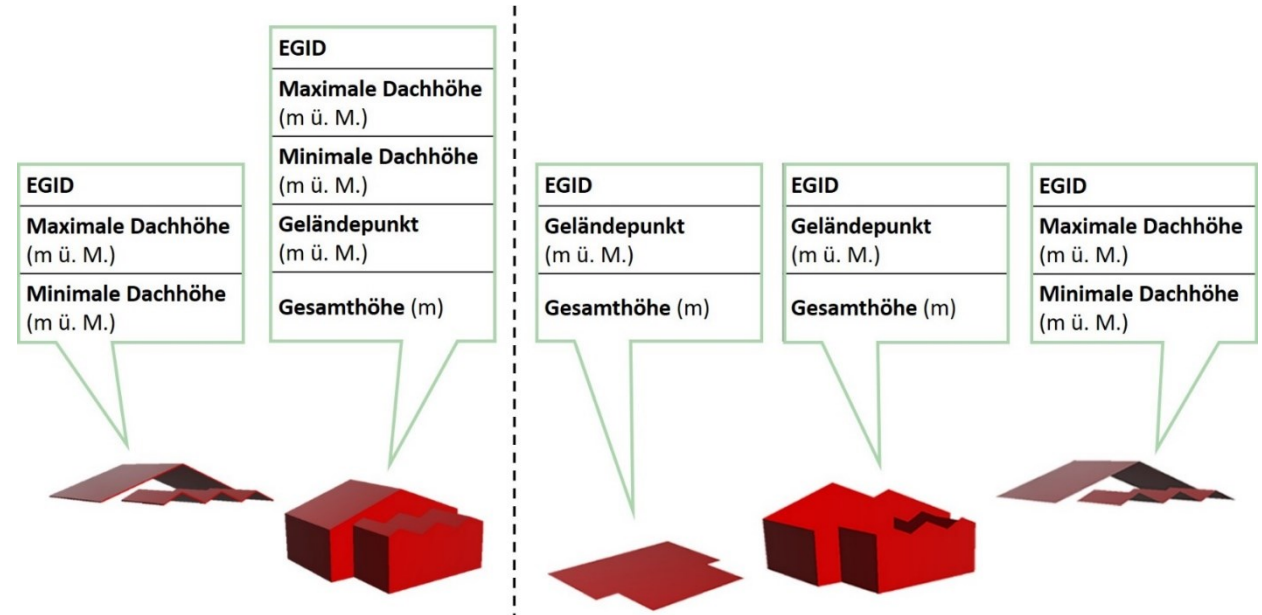 EGID
Maximale Dachhöhe
(m ü. M.)
Minimale Dachhöhe
(m ü. M.)
EGID
Maximale Dachhöhe
(m ü. M.)
Minimale Dachhöhe
(m ü. M.)
Geländepunkt
(m ü. M.)
Gesamthöhe (m)
EGID
Geländepunkt
(m ü. M.)
Gesamthöhe (m)
EGID
Geländepunkt
(m ü. M.)
Gesamthöhe (m)
EGID
Maximale Dachhöhe
(m ü. M.)
Minimale Dachhöhe
(m ü. M.)